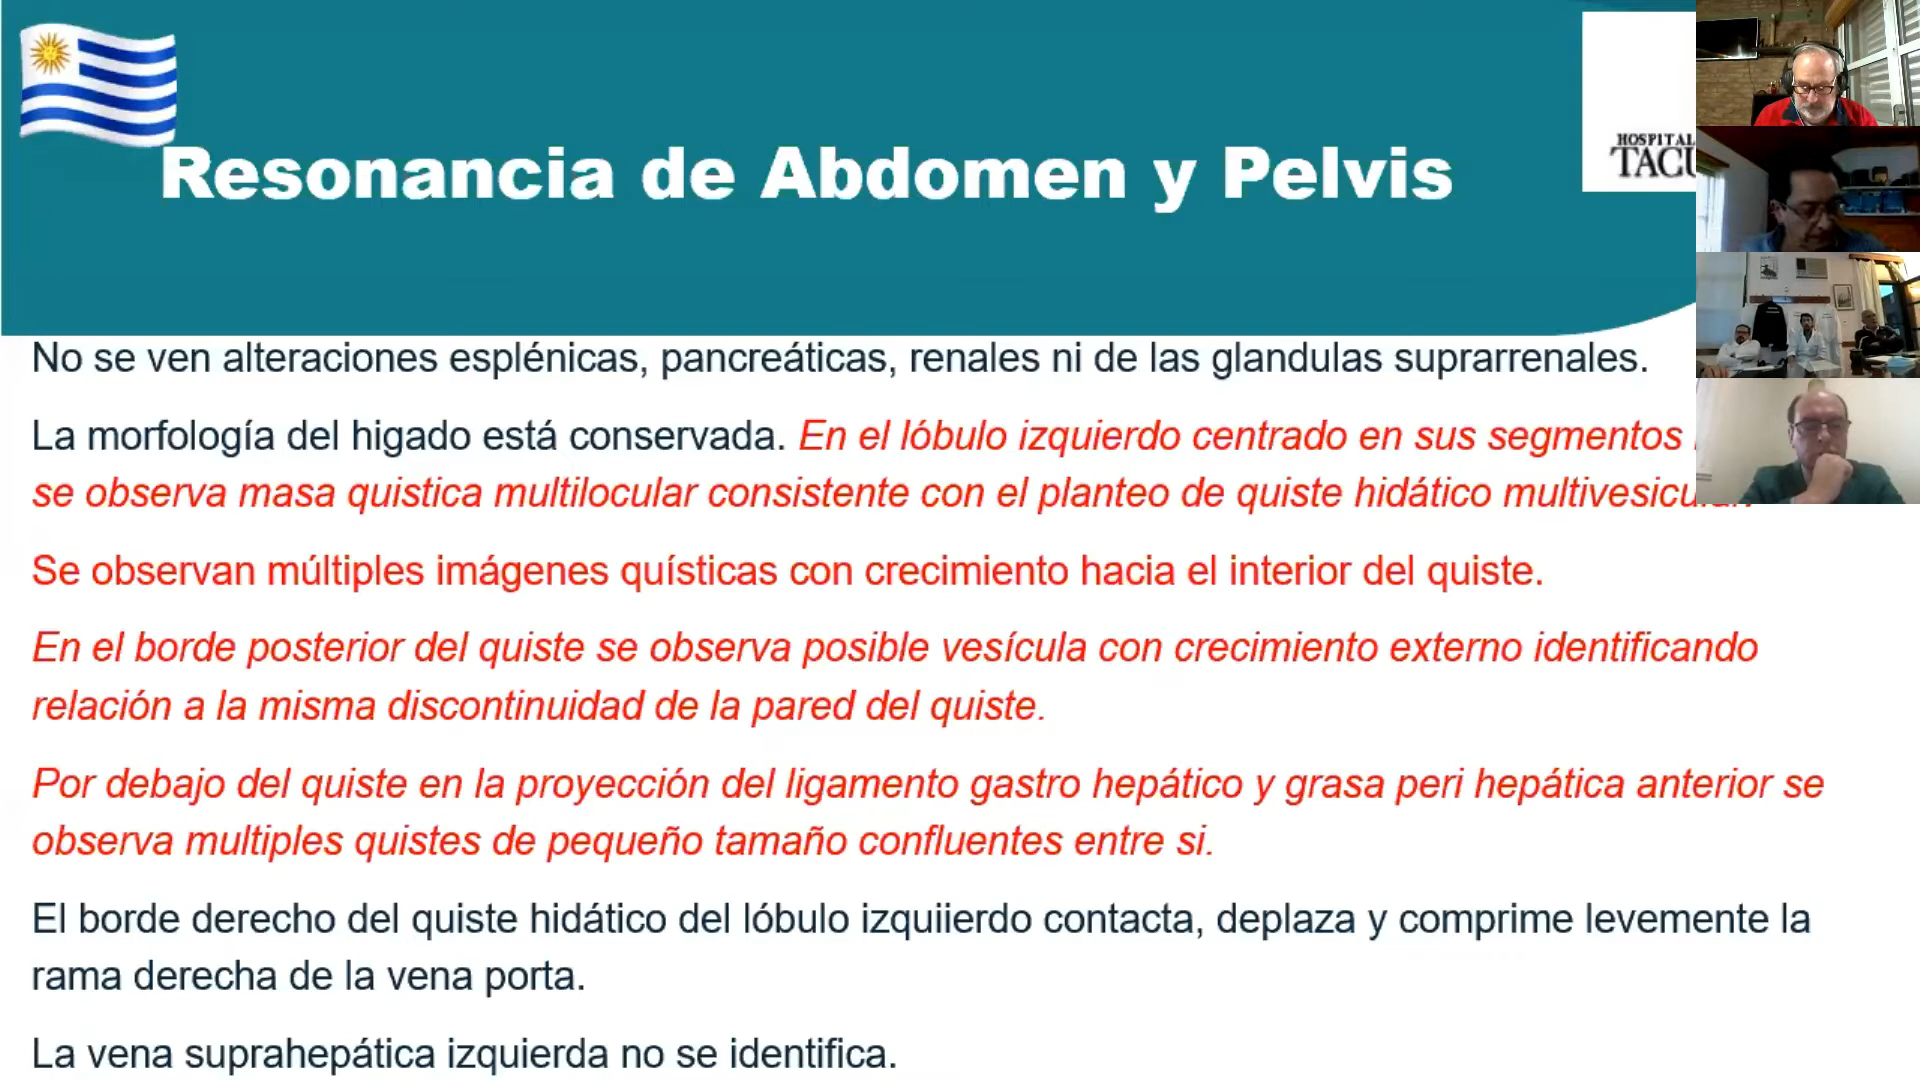 HOSPITAL
Resonancia de Abdomen y Pelvis
No se ven alteraciones esplénicas, pancreáticas, renales ni de las glandulas suprarrenales.
La morfología del higado está conservada. En el lóbulo izquierdo centrado en sus segmentos
se observa masa quistica multilocular consistente con el planteo de quiste hidático
Se observan múltiples imágenes quísticas con crecimiento hacia el interior del quiste.
En el borde posterior del quiste se observa posible vesícula con crecimiento externo identificando
relación a la misma discontinuidad de la pared del quiste.
Por debajo del quiste en la proyección del ligamento gastro hepático y grasa peri hepática anterior se
observa multiples quistes de pequeño tamaño confluentes entre si.
El borde derecho del quiste hidático del lóbulo izquiierdo contacta, deplaza y comprime levemente la
rama derecha de la vena porta.
La vena suprahepática izquierda no se identifica.